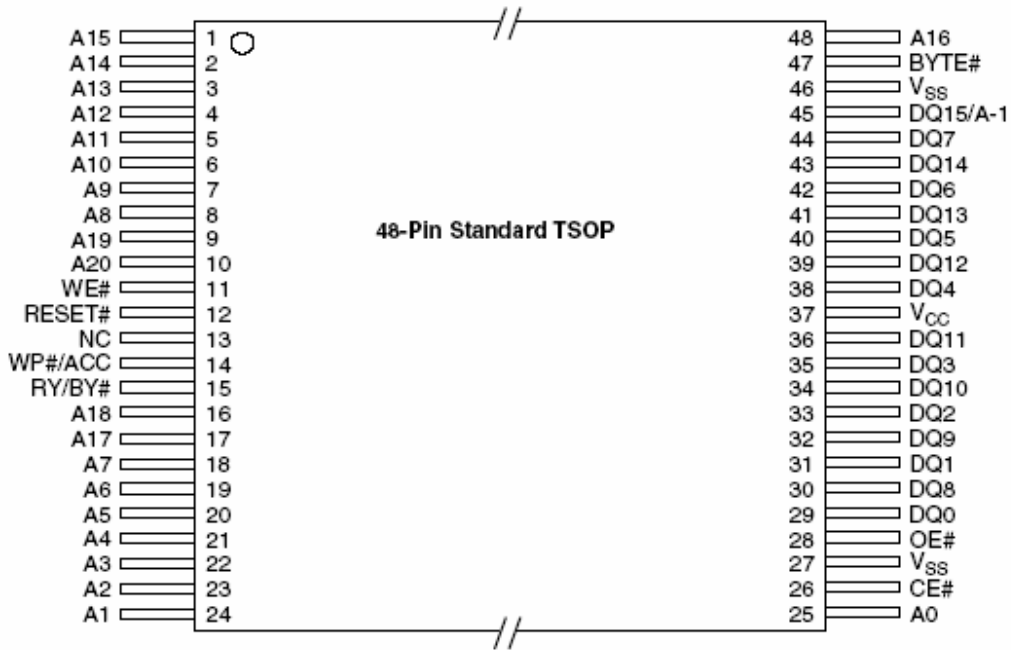 A15 1 48 A16
A14 2 47 BYTE#
A13 3 46 VSS
A12 4 45 DQ15/A-1
A11 5 44 DQ7
A10 6 43 DQ14
A9 7 42 DQ6
A8 8 41 DQ13
48-Pin Standard TSOP
A19 9 40 DQ5
A20 10 39 DQ12
WE# 11 38 DQ4
RESET# 12 37 VCC
NC 13 36 DQ11
WP#/ACC 14 35 DQ3
RY/BY# 15 34 DQ10
A18 16 33 DQ2
A17 17 32 DQ9
A7 18 31 DQ1
A6 19 30 DQ8
A5 20 29 DQ0
A4 21 28 OE#
A3 22 27 VSS
A2 23 26 CE#
A1 24 25 A0